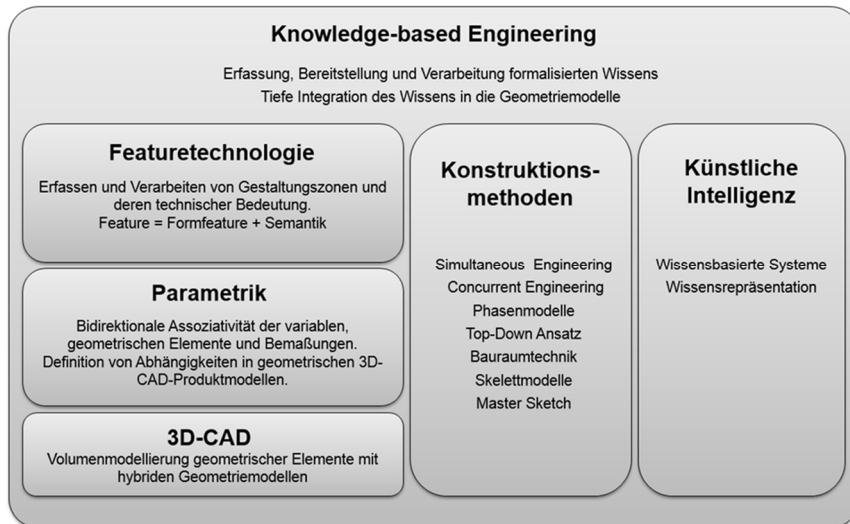 Knowledge-based Engineering
Erfassung, Bereitstellung und Verarbeitung formalisierten Wissens
Tiefe Integration des Wissens in die Geometriemodelle
Featuretechnologie
Erfassen und Verarbeiten von Gestaltungszonen und
deren technischer Bedeutung.
Feature = Formfeature + Semantik
Parametrik
Bidirektionale Assoziativität der variablen,
geometrischen Elemente und Bemaßungen.
Definition von Abhängigkeiten in geometrischen 3D-
CAD-Produktmodellen.
3D-CAD
Volumenmodellierung geometrischer Elemente mit
hybriden Geometriemodellen
Konstruktions-
methoden
Simultaneous Engineering
Concurrent Engineering
Phasenmodelle
Top-Down Ansatz
Bauraumtechnik
Skelettmodelle
Master Sketch
Künstliche
Intelligenz
Wissensbasierte Systeme
Wissensrepräsentation